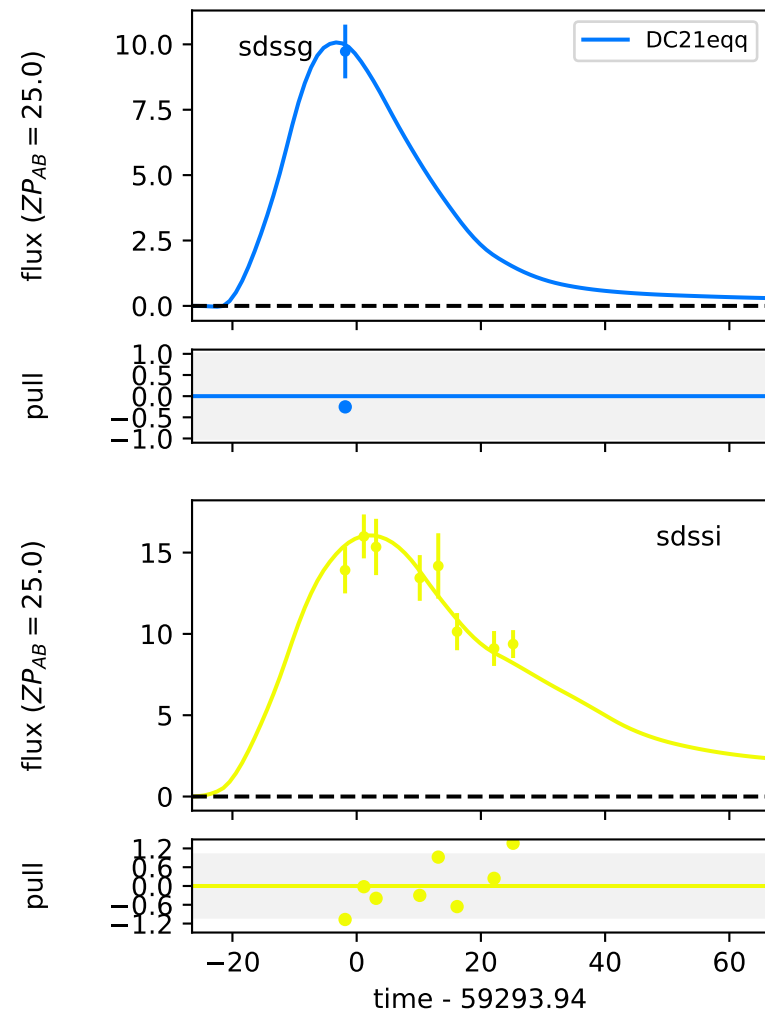 sdssg
DC21eqq
flux (ZP_AB = 25.0)
10.0
7.5
5.0
2.5
0.0
pull
1.0
0.5
0.0
−0.5
−1.0
sdssi
flux (ZP_AB = 25.0)
15
10
5
0
pull
1.2
0.6
0.0
−0.6
−1.2
−20 0 20 40 60
time - 59293.94